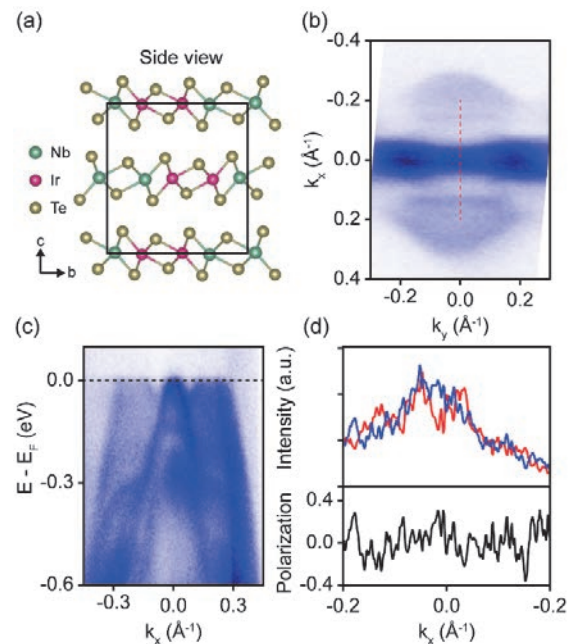 (a)
Side view
Nb
Ir
Te
c
b
(b)
-0.4
-0.2
0.0
0.2
0.4
kₓ (Å⁻¹)
-0.2 0.0 0.2
k_y (Å⁻¹)
(c)
0.0
-0.3
-0.6
E - E_F (eV)
-0.3 0.0 0.3
kₓ (Å⁻¹)
(d)
Intensity (a.u.)
0.4
0.0
-0.4
Polarization
-0.2 0.0 -0.2
kₓ (Å⁻¹)